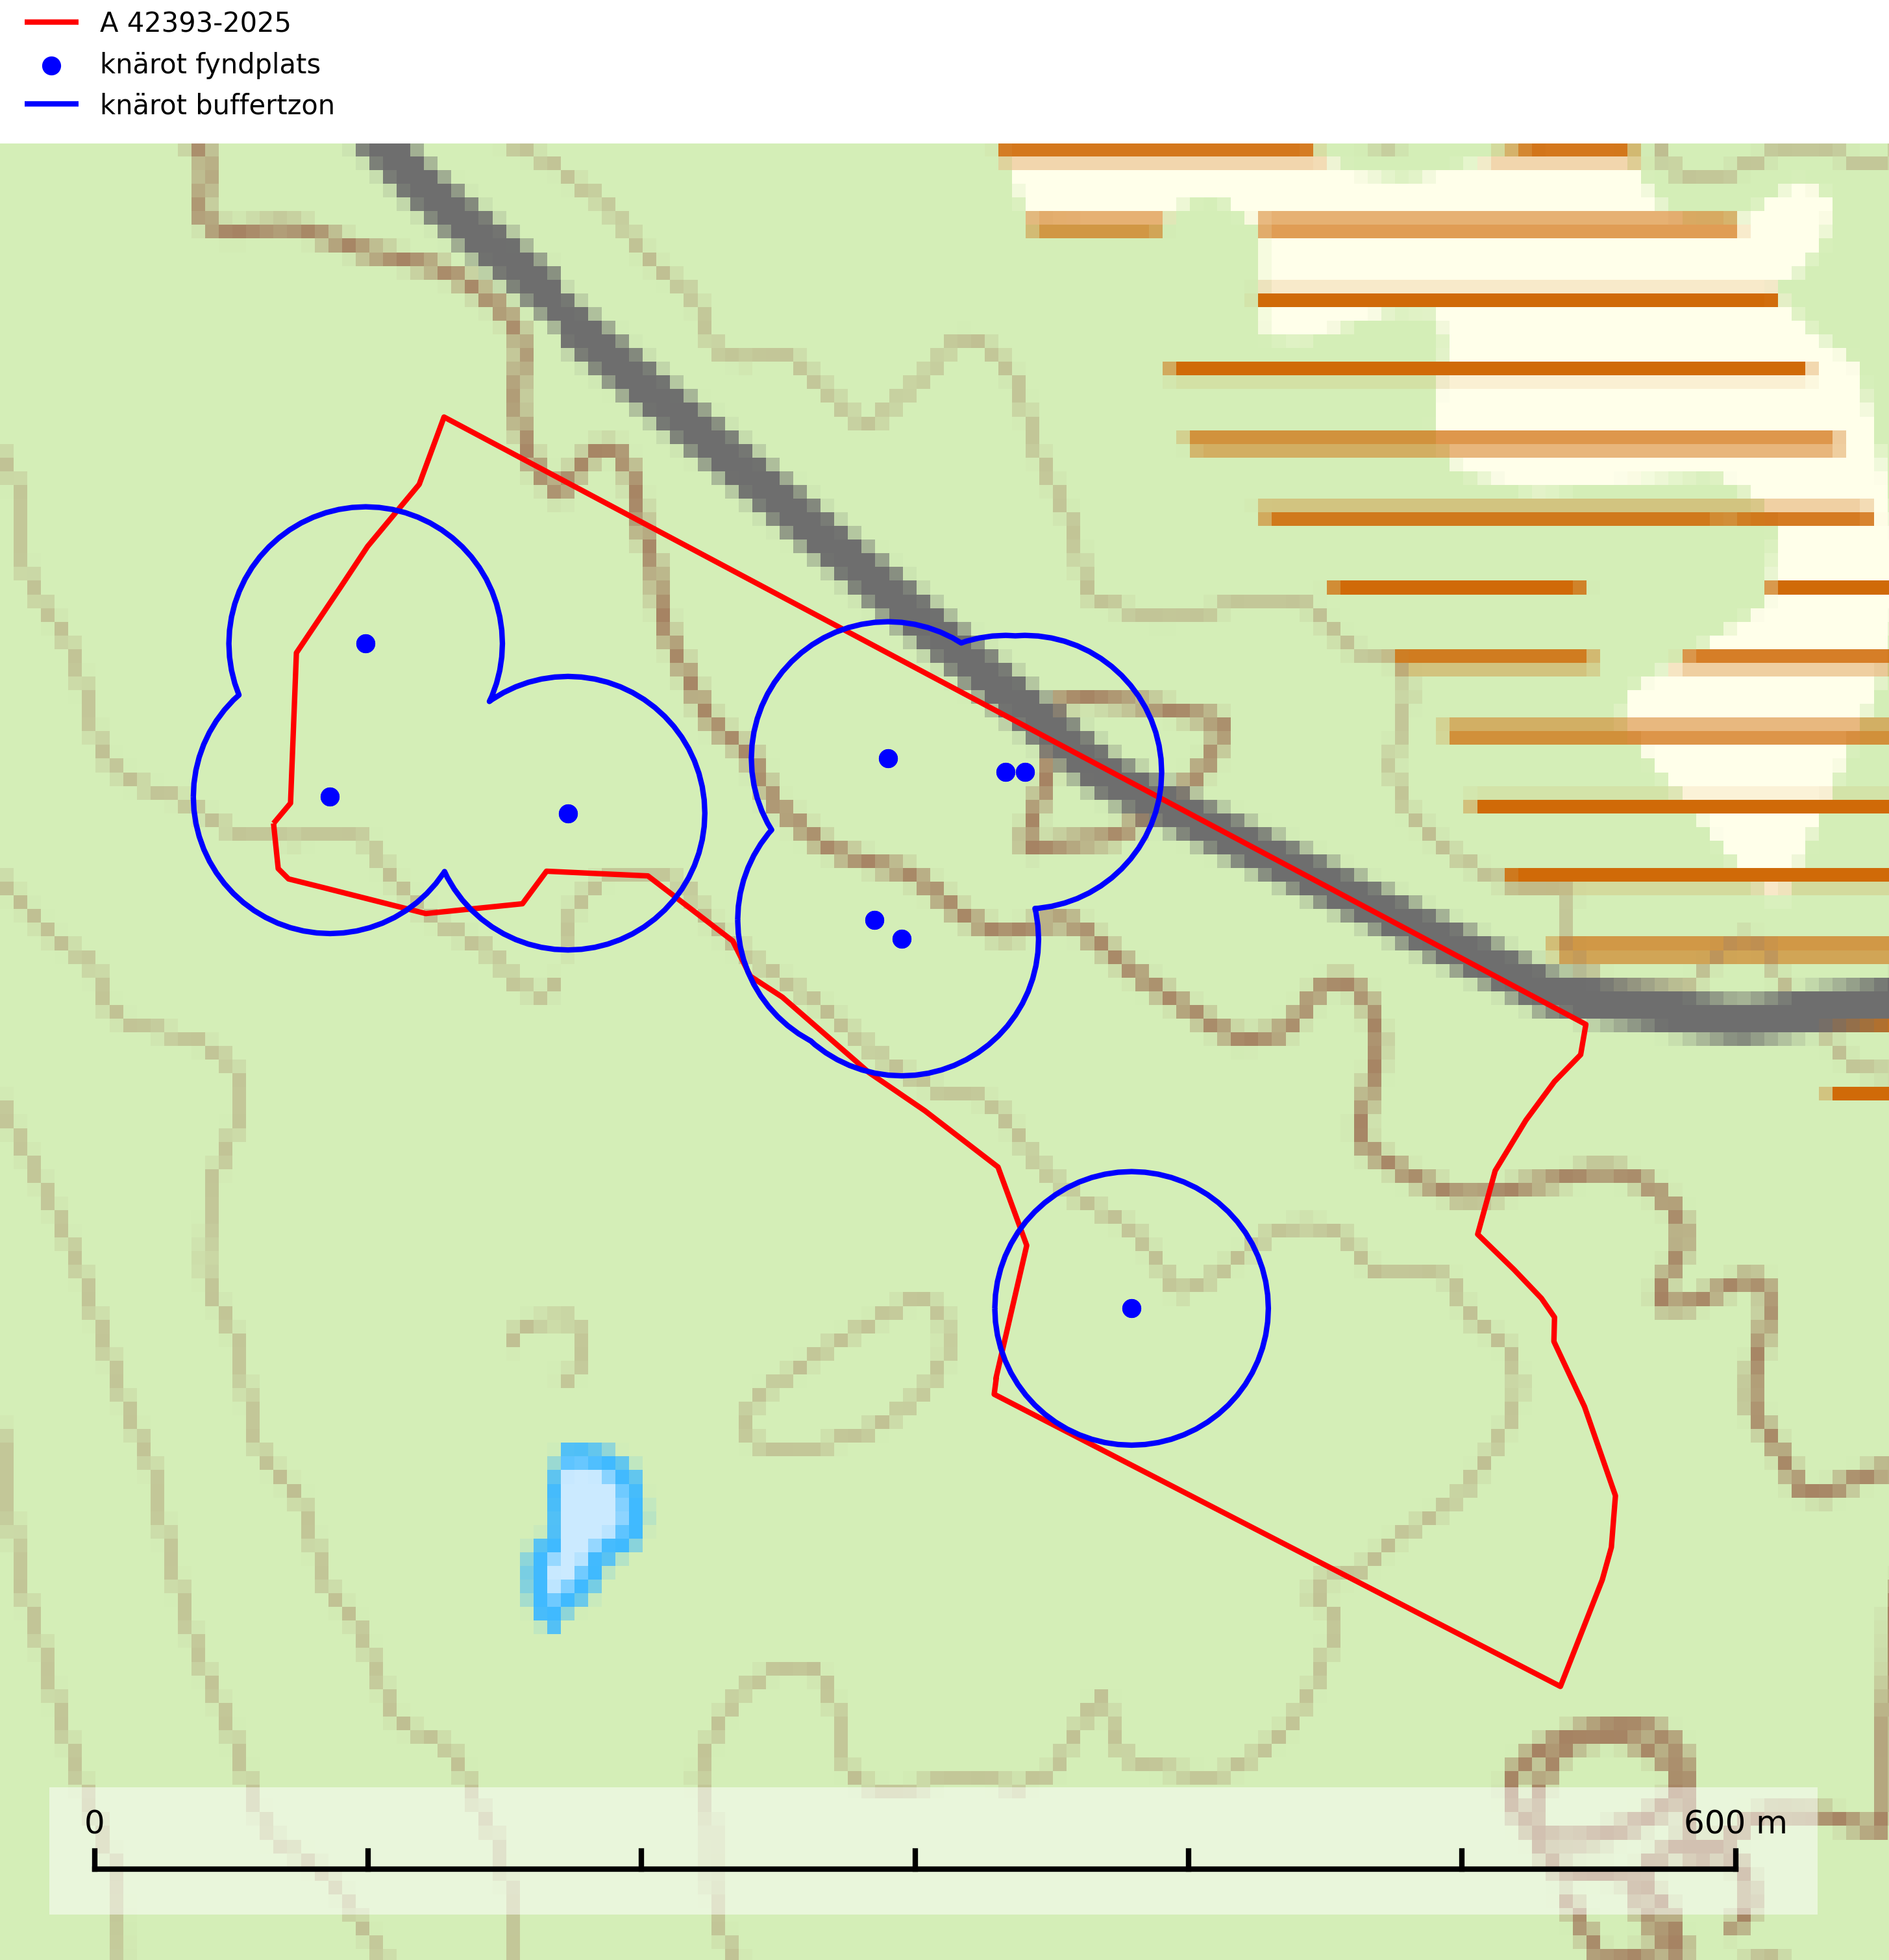 A 42393-2025
knärot fyndplats
knärot buffertzon
0
600 m